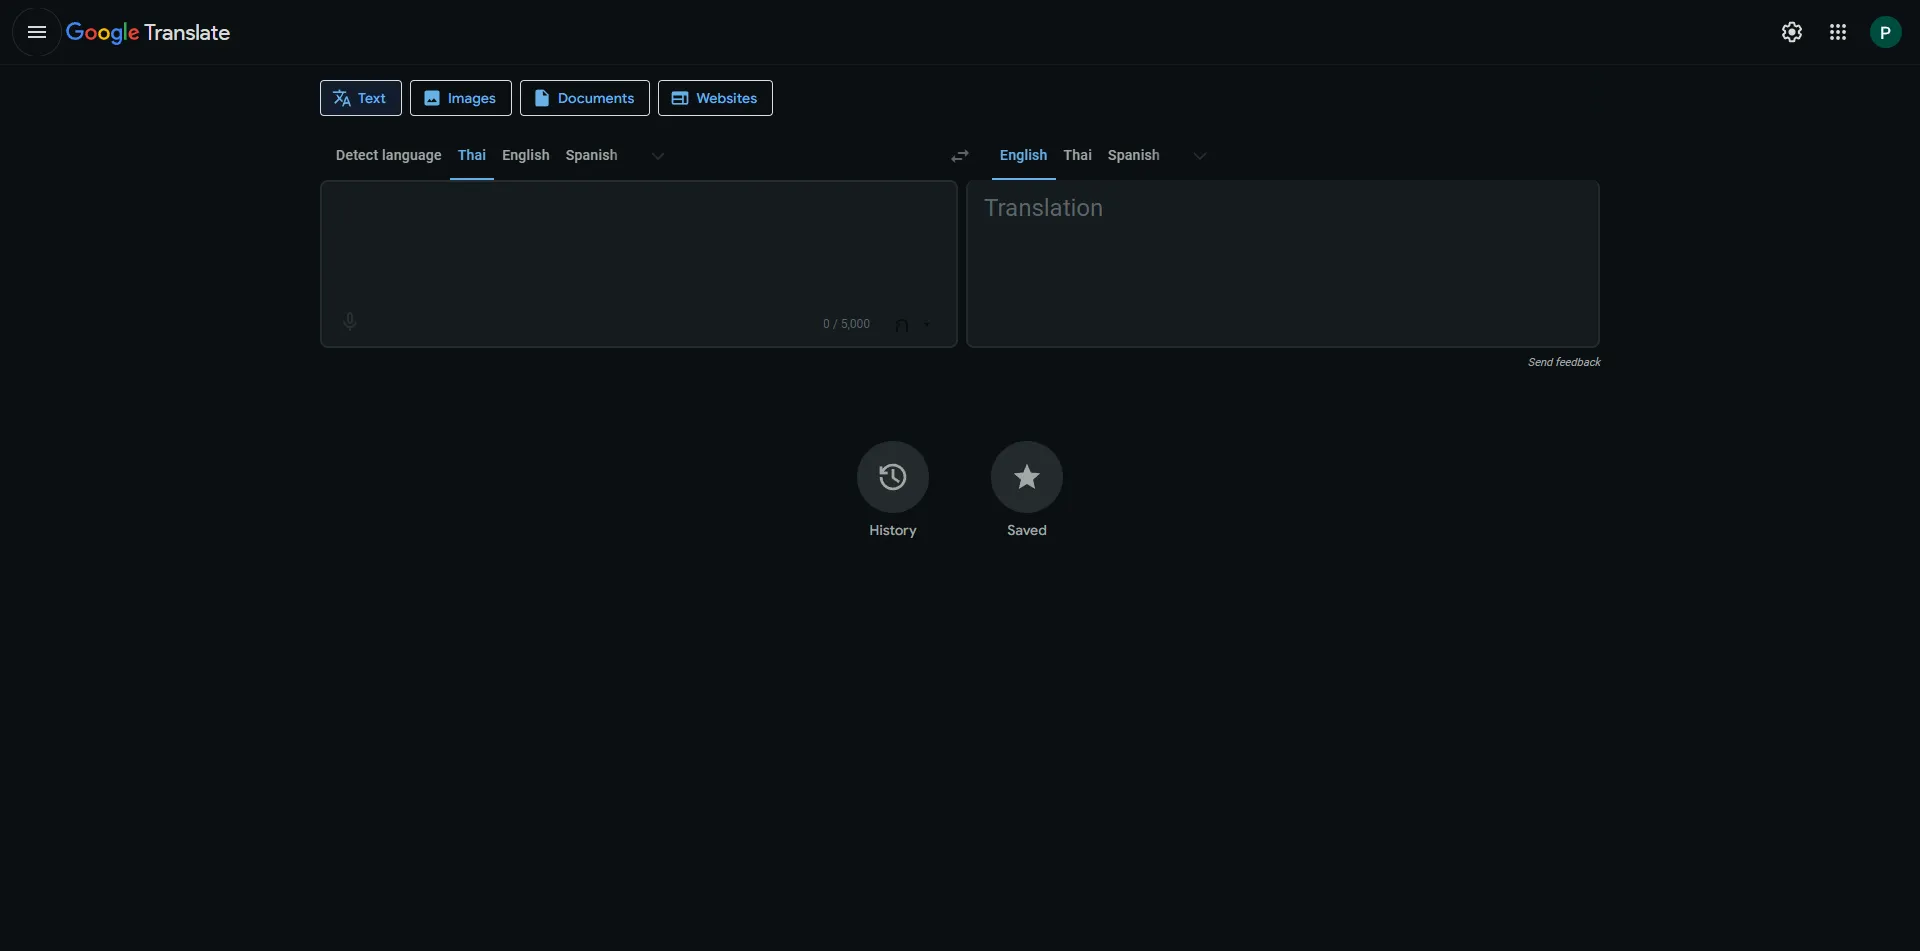 Google Translate
P
Text Images Documents Websites
Detect language Thai English Spanish
English Thai Spanish
Translation
0 / 5,000 ก
Send feedback
History Saved